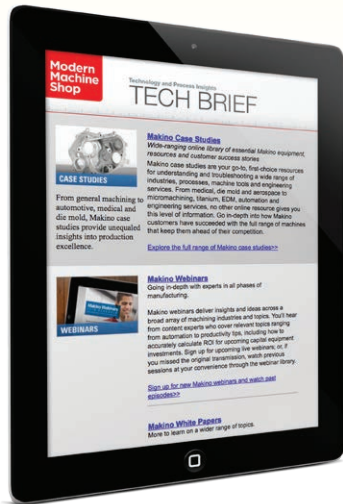 Modern
Machine
Shop
Technology and Process Insights
TECH BRIEF
Makino Case Studies
Wide-ranging online library of essential Makino equipment,
resources and customer success stories
Makino case studies are your go-to, first-choice resources
for understanding and troubleshooting a wide range of
industries, processes, machine tools and engineering
services. From medical, die mold and aerospace to
micromachining, titanium, EDM, automation and
engineering services, no other online resource gives you
this level of information. Go in-depth into how Makino
customers have succeeded with the full range of machines
that keep them ahead of their competition.
Explore the full range of Makino case studies>>
CASE STUDIES
From general machining to
automotive, medical and
die mold, Makino case
studies provide unequaled
insights into production
excellence.
Makino Webinars
Going in-depth with experts in all phases of
manufacturing.
Makino webinars deliver insights and ideas across a
broad array of machining industries and topics. You'll hear
from content experts who cover relevant topics ranging
from automation to productivity tips, including how to
accurately calculate ROI for upcoming capital equipment
investments. Sign up for upcoming live webinars; or, if
you missed the original transmission, watch previous
sessions at your convenience through the webinar library.
Sign up for new Makino webinars and watch past
episodes>>
WEBINARS
Makino White Papers
More to learn on a wider range of topics.